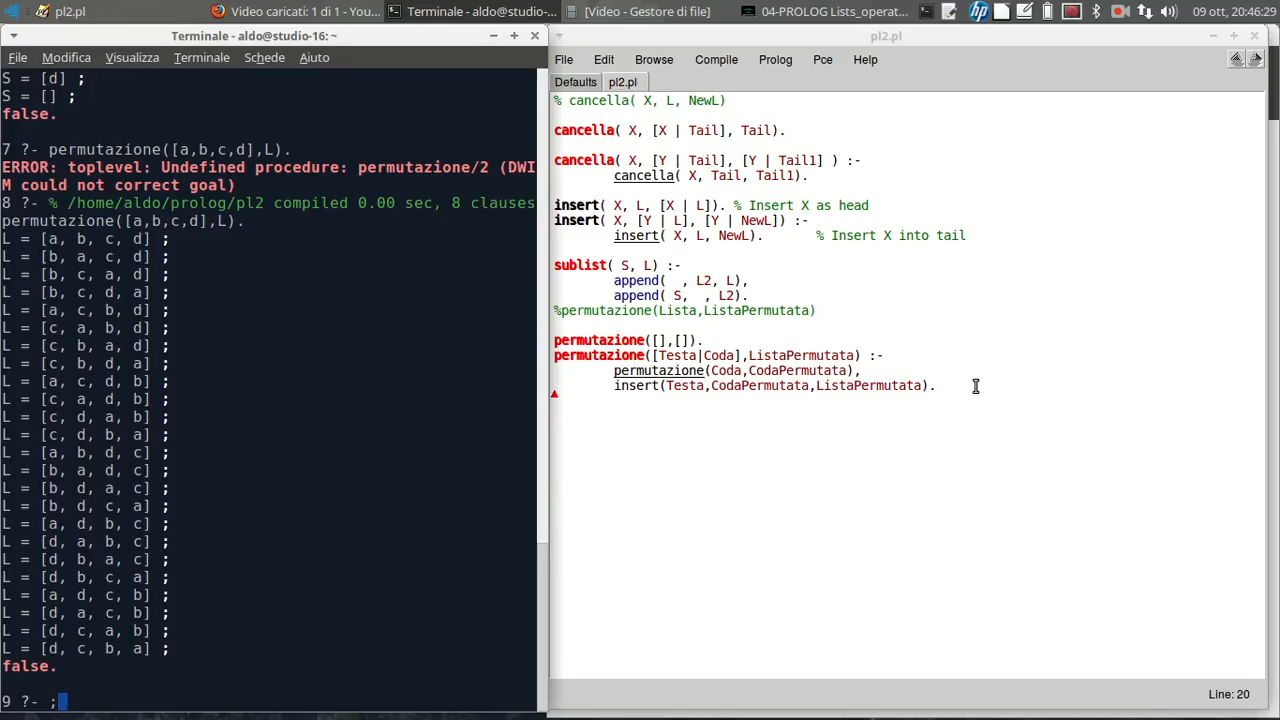 pl2.pl
Video caricati: 1 di 1 - You...
Terminale - aldo@studio-...
[Video - Gestore di file]
04-PROLOG Lists_operat...
09 ott, 20:46:29
Terminale - aldo@studio-16: ~
File Modifica Visualizza Terminale Schede Aiuto
S = [d] ;
S = [] ;
false.
7 ?- permutazione([a,b,c,d],L).
ERROR: toplevel: Undefined procedure: permutazione/2 (DWI
M could not correct goal)
8 ?- % /home/aldo/prolog/pl2 compiled 0.00 sec, 8 clauses
permutazione([a,b,c,d],L).
L = [a, b, c, d] ;
L = [b, a, c, d] ;
L = [b, c, a, d] ;
L = [b, c, d, a] ;
L = [a, c, b, d] ;
L = [c, a, b, d] ;
L = [c, b, a, d] ;
L = [c, b, d, a] ;
L = [a, c, d, b] ;
L = [c, a, d, b] ;
L = [c, d, a, b] ;
L = [c, d, b, a] ;
L = [a, b, d, c] ;
L = [b, a, d, c] ;
L = [b, d, a, c] ;
L = [b, d, c, a] ;
L = [a, d, b, c] ;
L = [d, a, b, c] ;
L = [d, b, a, c] ;
L = [d, b, c, a] ;
L = [a, d, c, b] ;
L = [d, a, c, b] ;
L = [d, c, a, b] ;
L = [d, c, b, a] ;
false.
9 ?- ;
pl2.pl
File Edit Browse Compile Prolog Pce Help
Defaults pl2.pl
% cancella( X, L, NewL)
cancella( X, [X | Tail], Tail).
cancella( X, [Y | Tail], [Y | Tail1] ) :-
cancella( X, Tail, Tail1).
insert( X, L, [X | L]). % Insert X as head
insert( X, [Y | L], [Y | NewL]) :-
insert( X, L, NewL). % Insert X into tail
sublist( S, L) :-
append( _, L2, L),
append( S, _, L2).
%permutazione(Lista,ListaPermutata)
permutazione([],[]).
permutazione([Testa|Coda],ListaPermutata) :-
permutazione(Coda,CodaPermutata),
insert(Testa,CodaPermutata,ListaPermutata).
Line: 20